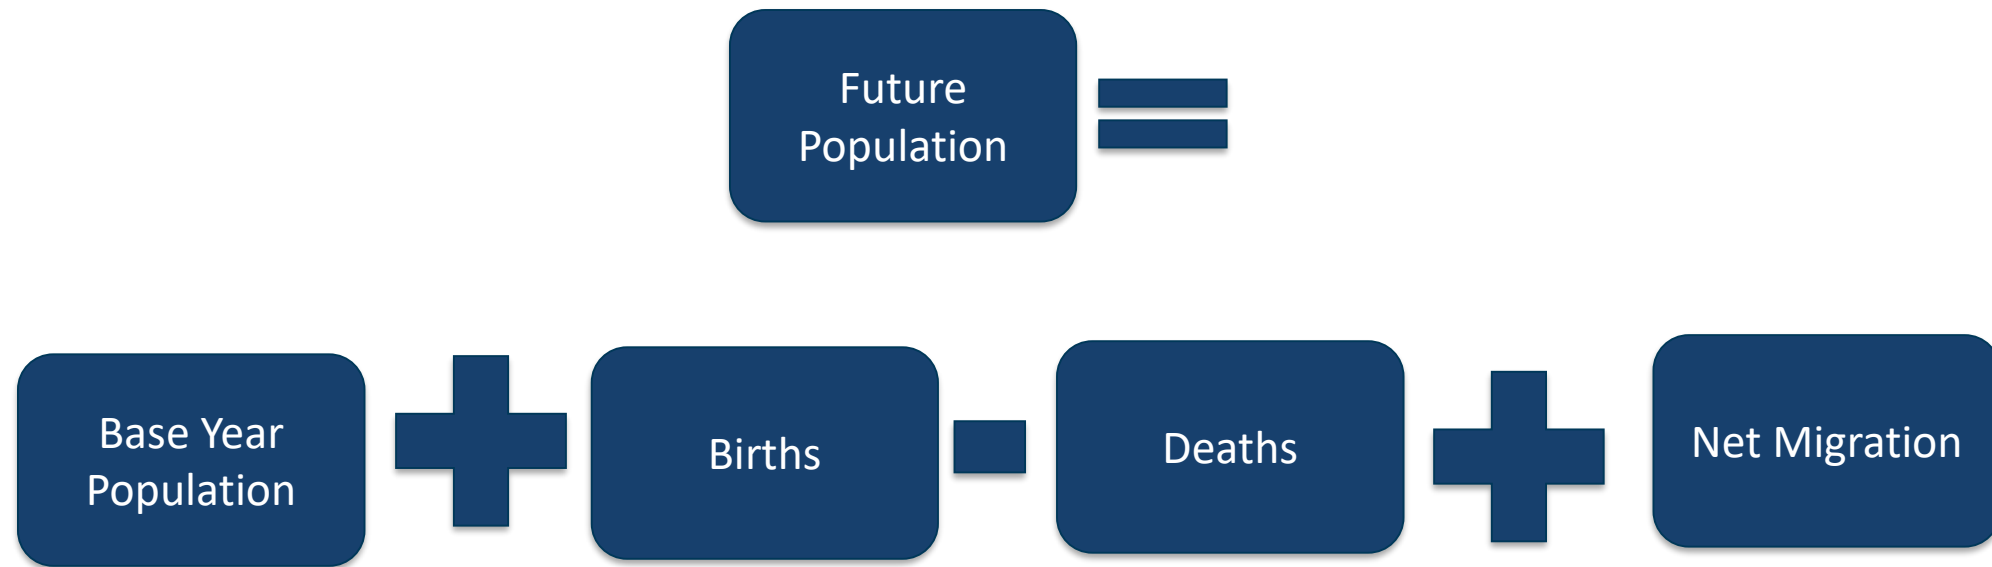 Future
Population
Base Year
Population
Births
Deaths
Net Migration